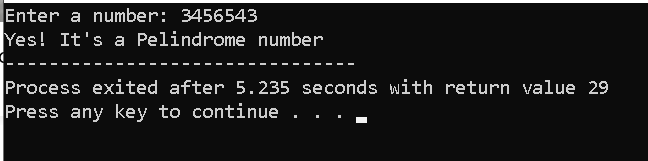 Enter a number: 3456543
Yes! It's a Pelindrome number
--------------------------------
Process exited after 5.235 seconds with return value 29
Press any key to continue . . .